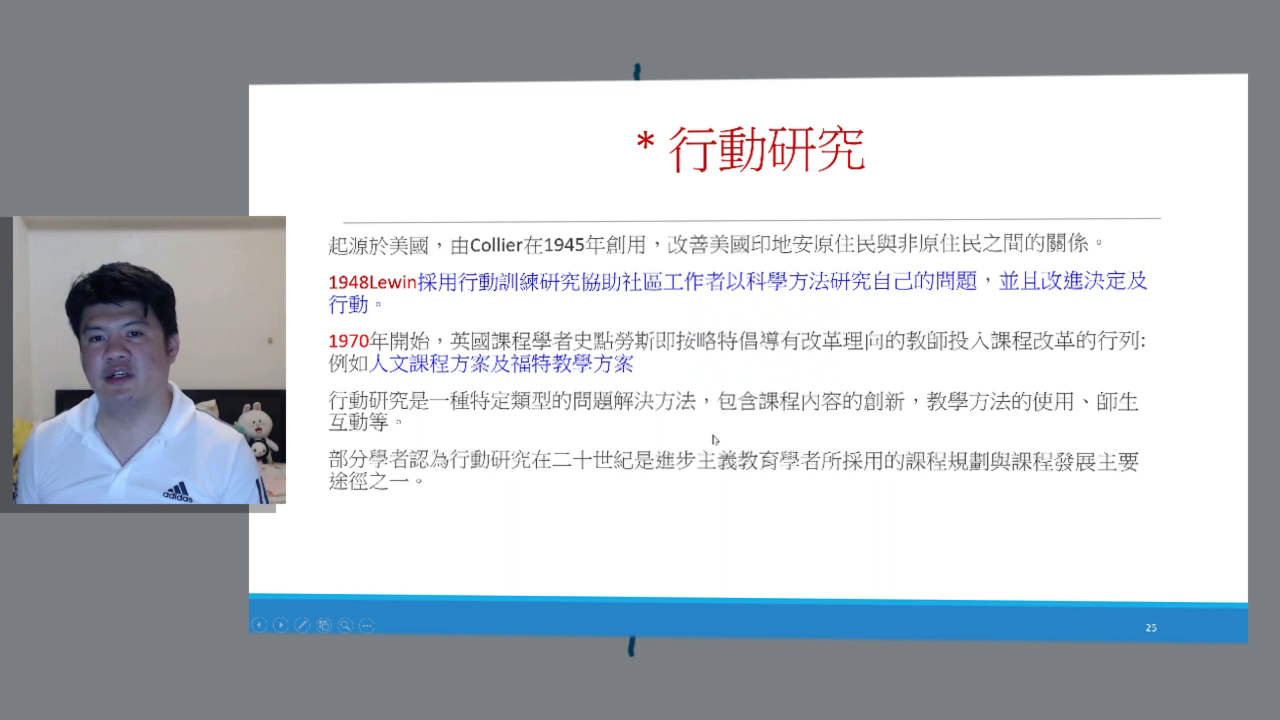 * 行動研究
起源於美國，由Collier在1945年創用，改善美國印地安原住民與非原住民之間的關係。
1948Lewin採用行動訓練研究協助社區工作者以科學方法研究自己的問題，並且改進決定及
行動。
1970年開始，英國課程學者史點勞斯即按略特倡導有改革理向的教師投入課程改革的行列:
例如人文課程方案及福特教學方案
行動研究是一種特定類型的問題解決方法，包含課程內容的創新，教學方法的使用、師生
互動等。
部分學者認為行動研究在二十世紀是進步主義教育學者所採用的課程規劃與課程發展主要
途徑之一。
adidas
25